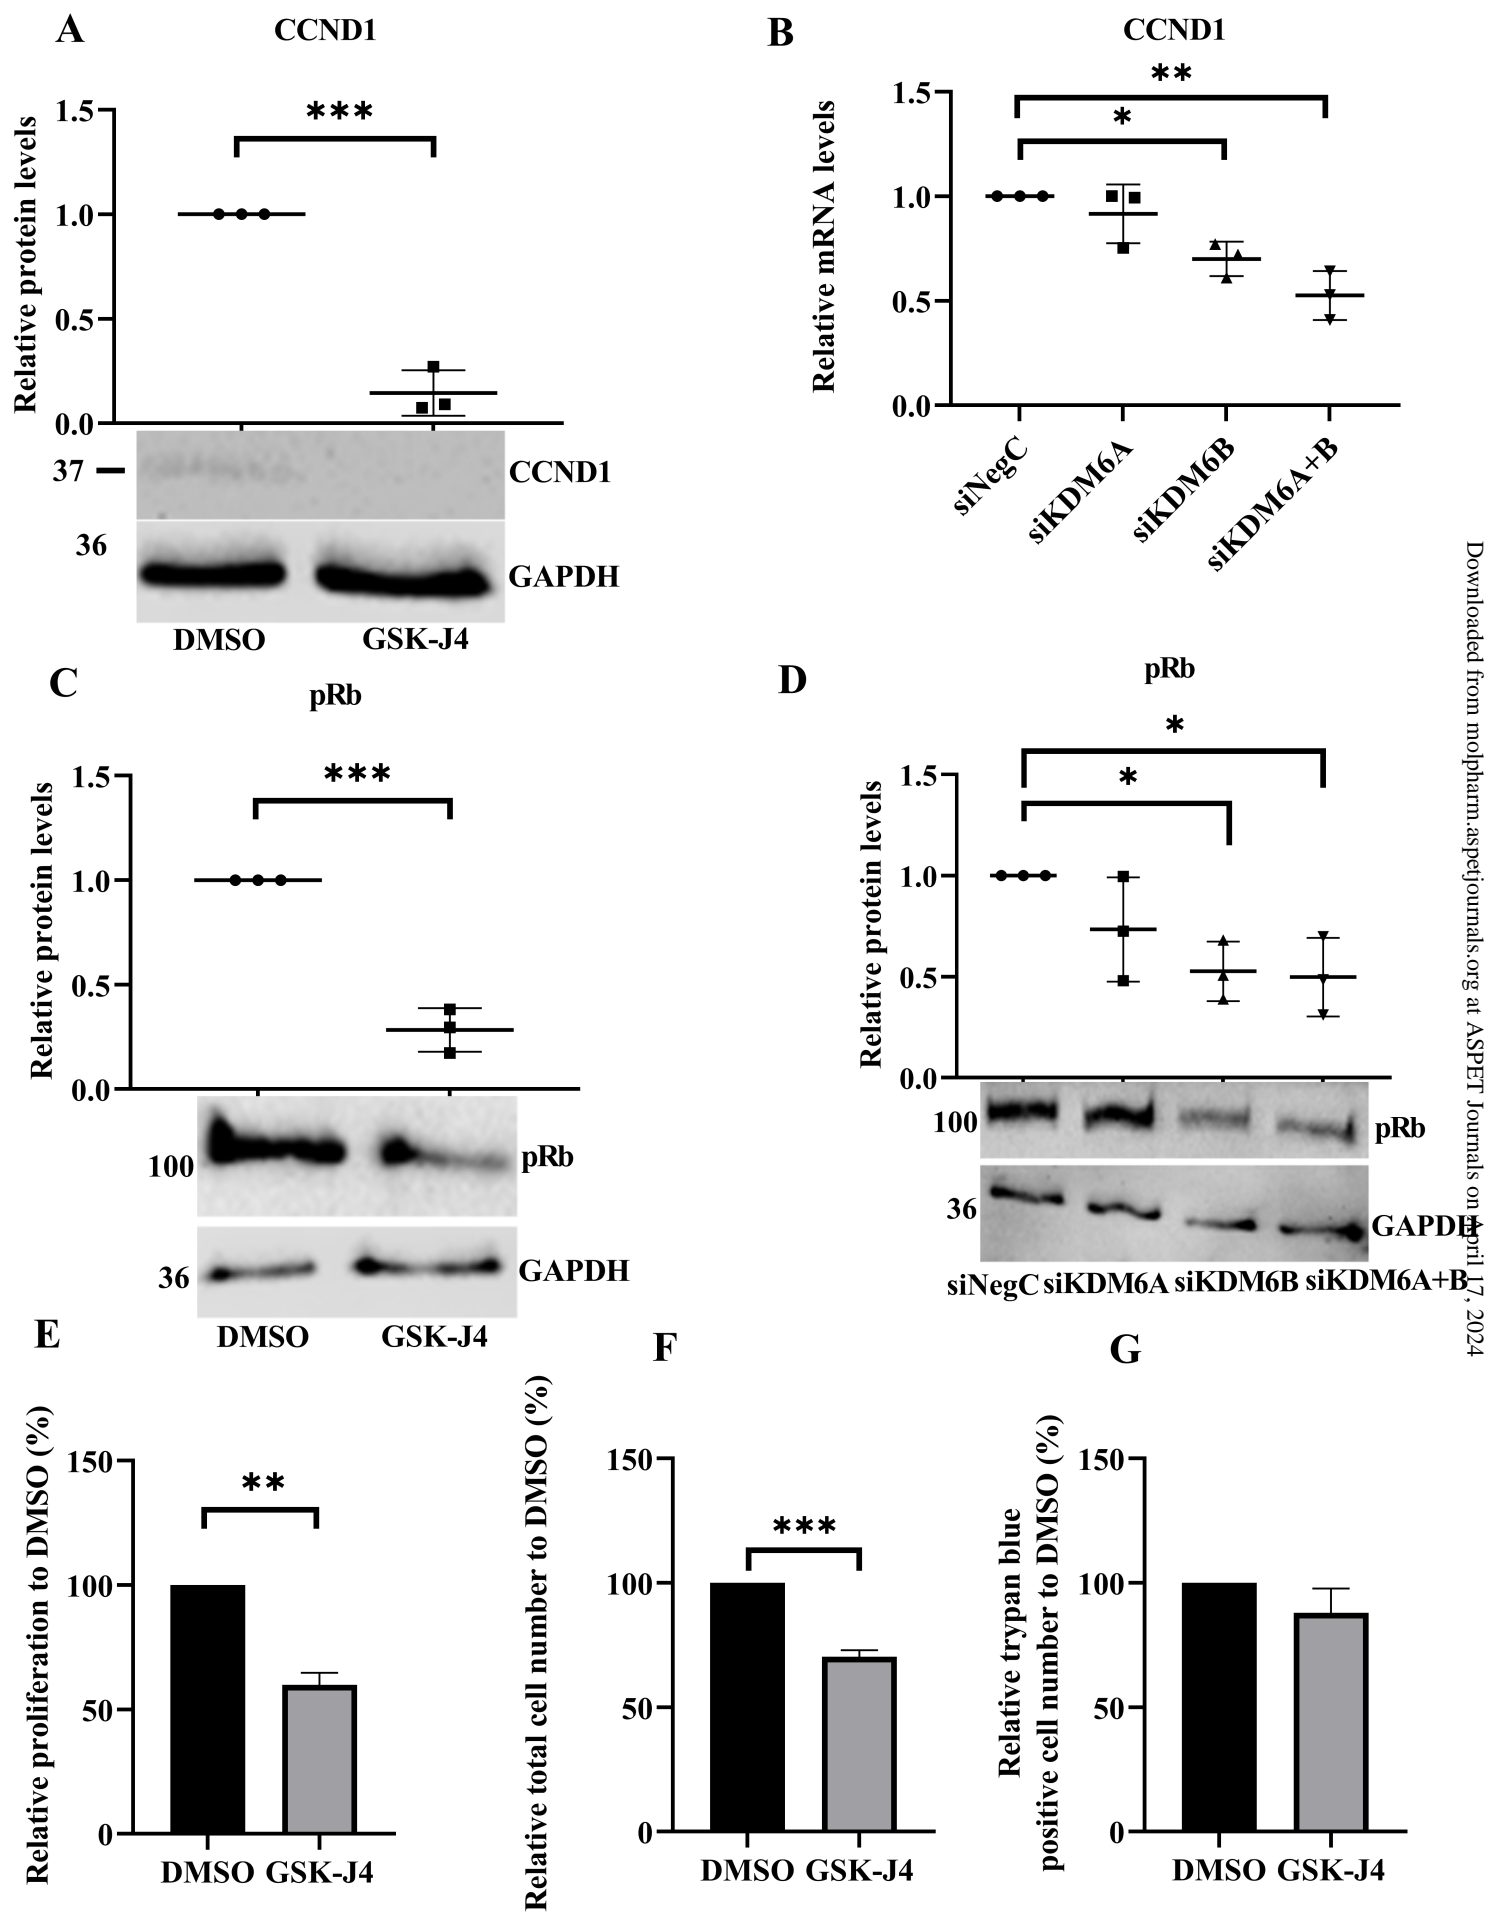 A
CCND1
***
Relative protein levels
1.5
1.0
0.5
0.0
37
CCND1
36
GAPDH
DMSO GSK-J4
B
CCND1
**
*
Relative mRNA levels
1.5
1.0
0.5
0.0
siNegC
siKDM6A
siKDM6B
siKDM6A+B
C
pRb
***
Relative protein levels
1.5
1.0
0.5
0.0
100
pRb
36
GAPDH
DMSO GSK-J4
D
pRb
*
*
Relative protein levels
1.5
1.0
0.5
0.0
100
pRb
36
GAPDH
siNegC siKDM6A siKDM6B siKDM6A+B
E
**
Relative proliferation to DMSO (%)
150
100
50
0
DMSO GSK-J4
F
***
Relative total cell number to DMSO (%)
150
100
50
0
DMSO GSK-J4
G
Relative trypan blue
positive cell number to DMSO (%)
150
100
50
0
DMSO GSK-J4
Downloaded from molpharm.aspetjournals.org at ASPET Journals on April 17, 2024